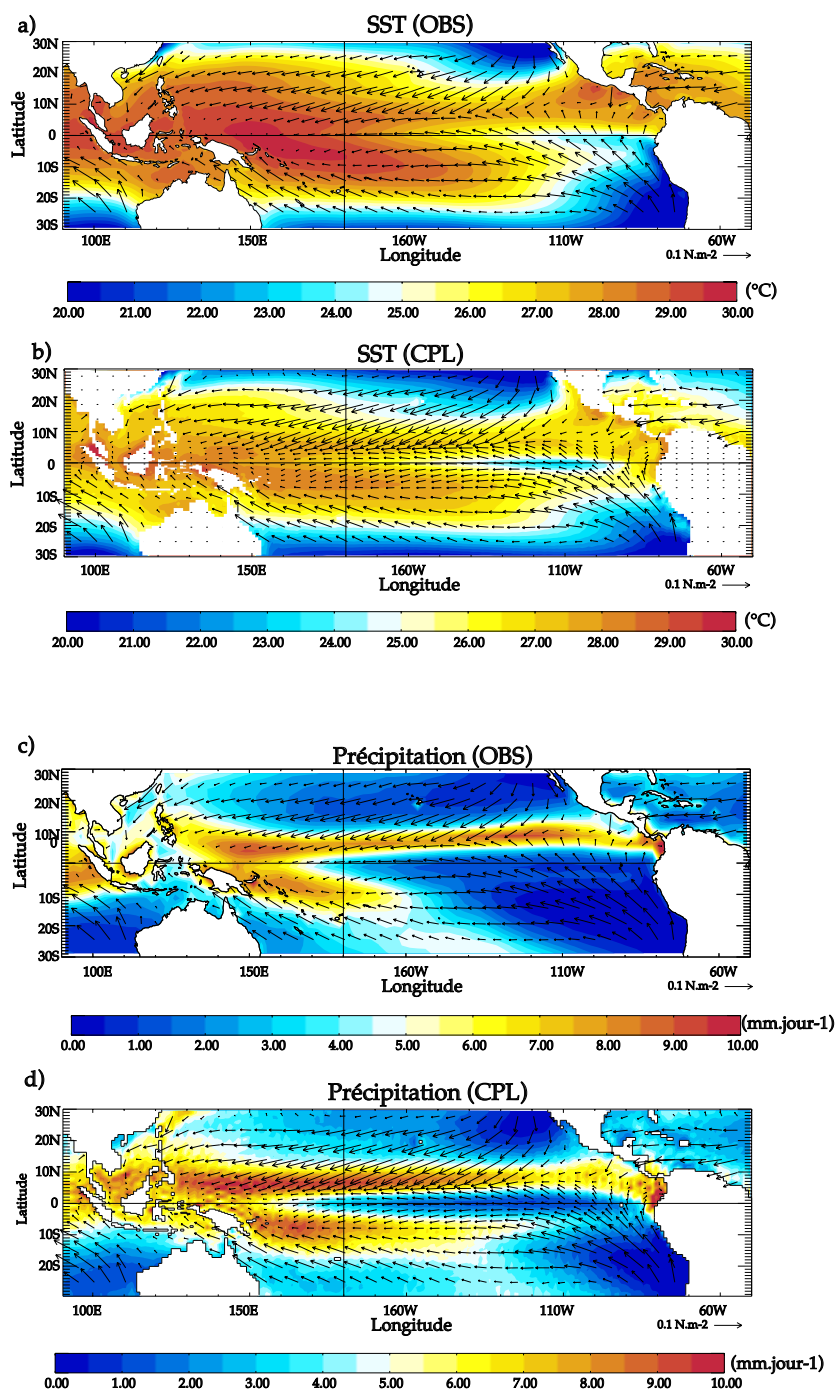 a)
SST (OBS)
30N
20N
10N
0
10S
20S
30S
Latitude
100E 150E 160W 110W 60W
Longitude
0.1 N.m-2
20.00 21.00 22.00 23.00 24.00 25.00 26.00 27.00 28.00 29.00 30.00
(°C)
b)
SST (CPL)
30N
20N
10N
0
10S
20S
30S
Latitude
100E 150E 160W 110W 60W
Longitude
0.1 N.m-2
20.00 21.00 22.00 23.00 24.00 25.00 26.00 27.00 28.00 29.00 30.00
(°C)
c)
Précipitation (OBS)
30N
20N
10N
0
10S
20S
30S
Latitude
100E 150E 160W 110W 60W
Longitude
0.1 N.m-2
0.00 1.00 2.00 3.00 4.00 5.00 6.00 7.00 8.00 9.00 10.00
(mm.jour-1)
d)
Précipitation (CPL)
30N
20N
10N
0
10S
20S
Latitude
100E 150E 160W 110W 60W
Longitude
0.1 N.m-2
0.00 1.00 2.00 3.00 4.00 5.00 6.00 7.00 8.00 9.00 10.00
(mm.jour-1)